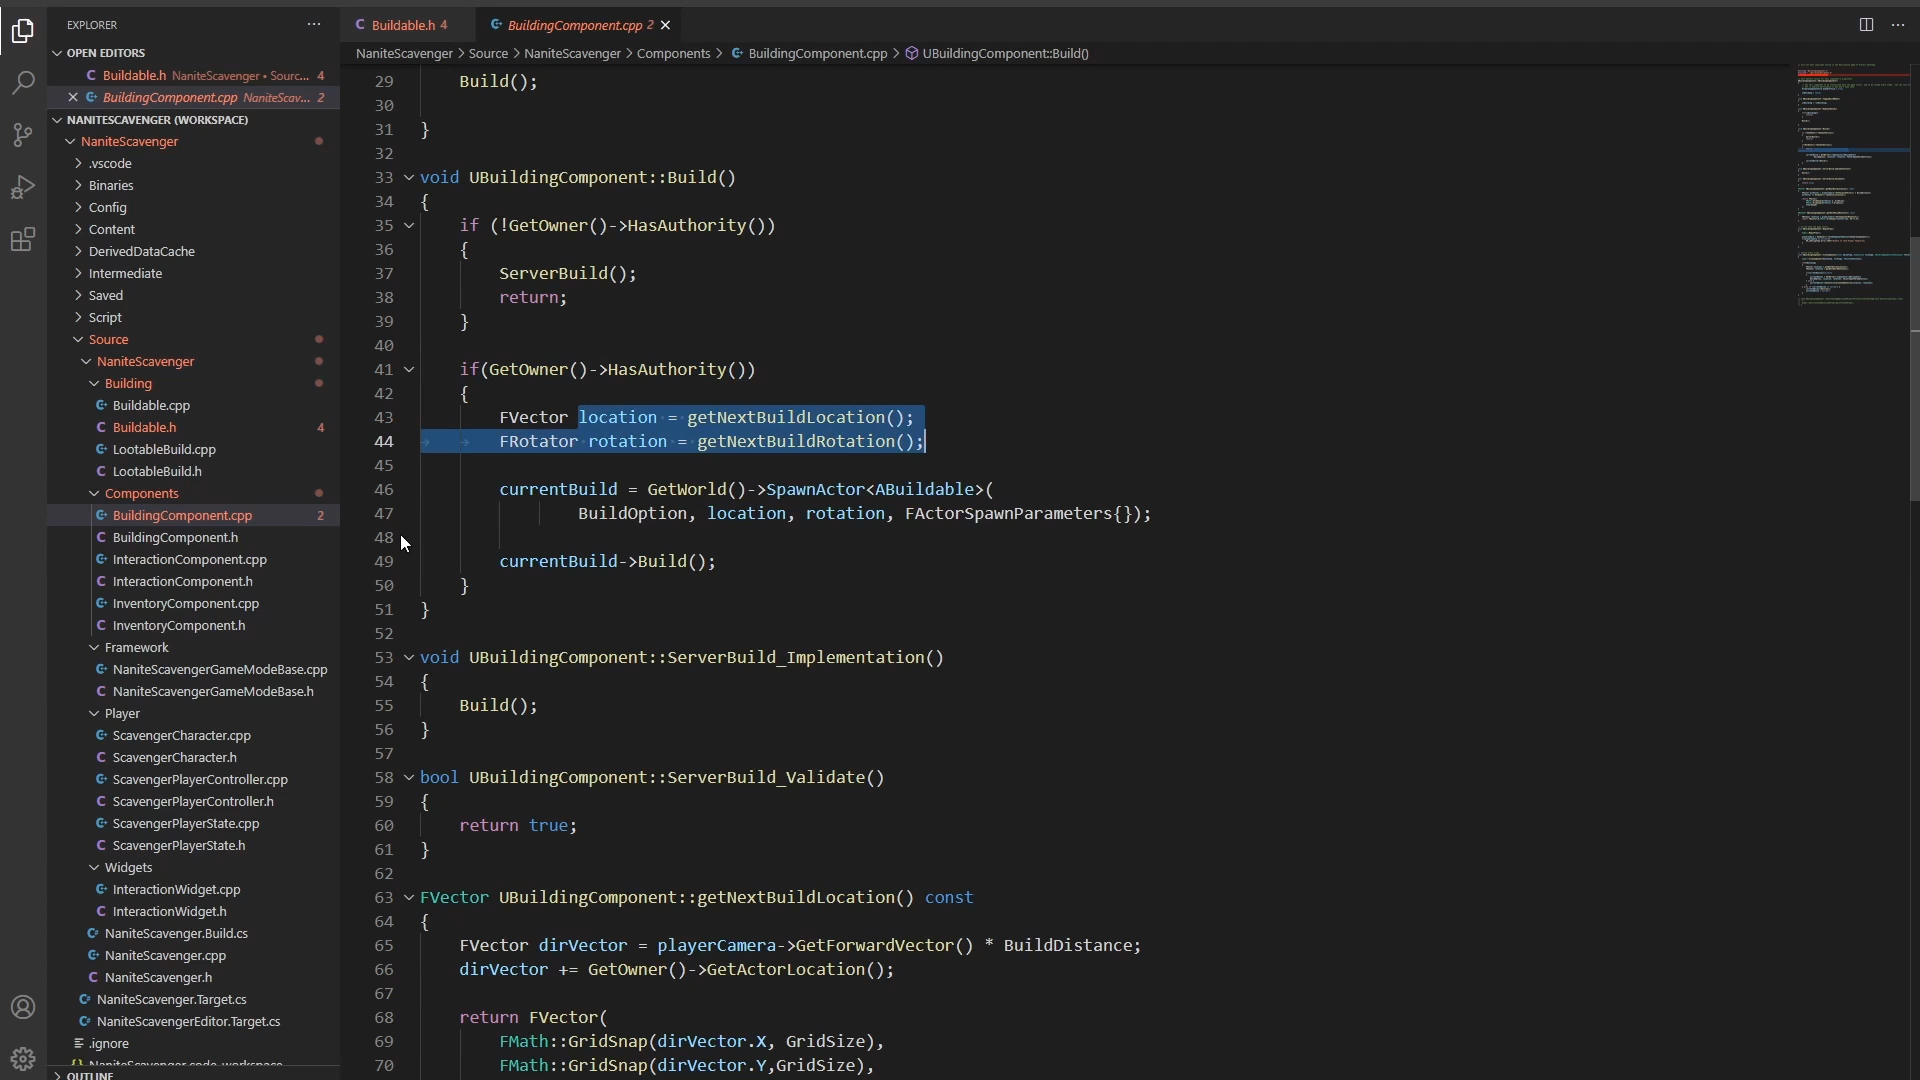 EXPLORER
OPEN EDITORS
Buildable.h NaniteScavenger • Sourc... 4
BuildingComponent.cpp NaniteScav... 2
NANITESCAVENGER (WORKSPACE)
NaniteScavenger
.vscode
Binaries
Config
Content
DerivedDataCache
Intermediate
Saved
Script
Source
NaniteScavenger
Building
Buildable.cpp
Buildable.h 4
LootableBuild.cpp
LootableBuild.h
Components
BuildingComponent.cpp 2
BuildingComponent.h
InteractionComponent.cpp
InteractionComponent.h
InventoryComponent.cpp
InventoryComponent.h
Framework
NaniteScavengerGameModeBase.cpp
NaniteScavengerGameModeBase.h
Player
ScavengerCharacter.cpp
ScavengerCharacter.h
ScavengerPlayerController.cpp
ScavengerPlayerController.h
ScavengerPlayerState.cpp
ScavengerPlayerState.h
Widgets
InteractionWidget.cpp
InteractionWidget.h
NaniteScavenger.Build.cs
NaniteScavenger.cpp
NaniteScavenger.h
NaniteScavenger.Target.cs
NaniteScavengerEditor.Target.cs
.ignore
NaniteScavenger.code-workspace
OUTLINE
Buildable.h 4
BuildingComponent.cpp 2
NaniteScavenger > Source > NaniteScavenger > Components > BuildingComponent.cpp > UBuildingComponent::Build()
29 Build();
30
31 }
32
33 void UBuildingComponent::Build()
34 {
35 if (!GetOwner()->HasAuthority())
36 {
37 ServerBuild();
38 return;
39 }
40
41 if(GetOwner()->HasAuthority())
42 {
43 FVector location = getNextBuildLocation();
44 FRotator rotation = getNextBuildRotation();
45
46 currentBuild = GetWorld()->SpawnActor<ABuildable>(
47 BuildOption, location, rotation, FActorSpawnParameters{});
48
49 currentBuild->Build();
50 }
51 }
52
53 void UBuildingComponent::ServerBuild_Implementation()
54 {
55 Build();
56 }
57
58 bool UBuildingComponent::ServerBuild_Validate()
59 {
60 return true;
61 }
62
63 FVector UBuildingComponent::getNextBuildLocation() const
64 {
65 FVector dirVector = playerCamera->GetForwardVector() * BuildDistance;
66 dirVector += GetOwner()->GetActorLocation();
67
68 return FVector(
69 FMath::GridSnap(dirVector.X, GridSize),
70 FMath::GridSnap(dirVector.Y,GridSize),